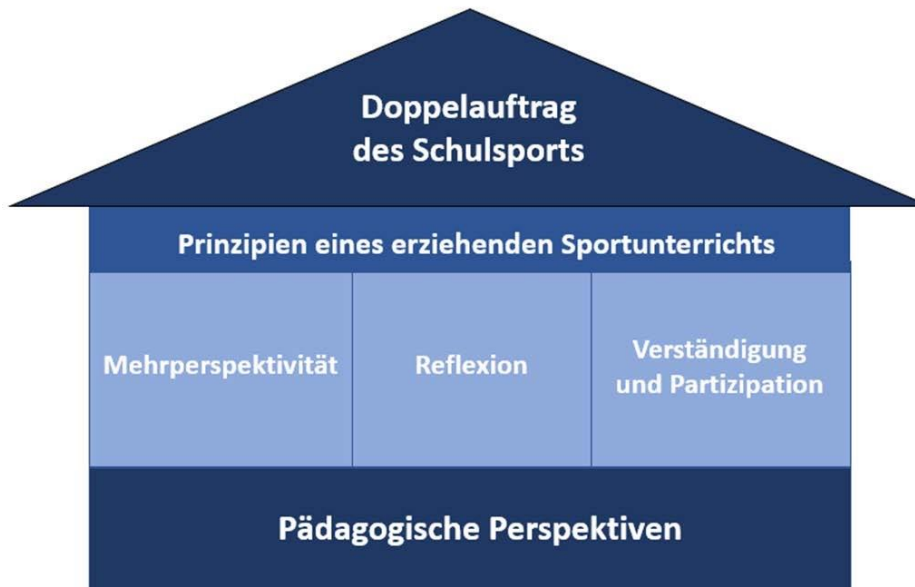 Doppelauftrag
des Schulsports
Prinzipien eines erziehenden Sportunterrichts
Mehrperspektivität
Reflexion
Verständigung
und Partizipation
Pädagogische Perspektiven